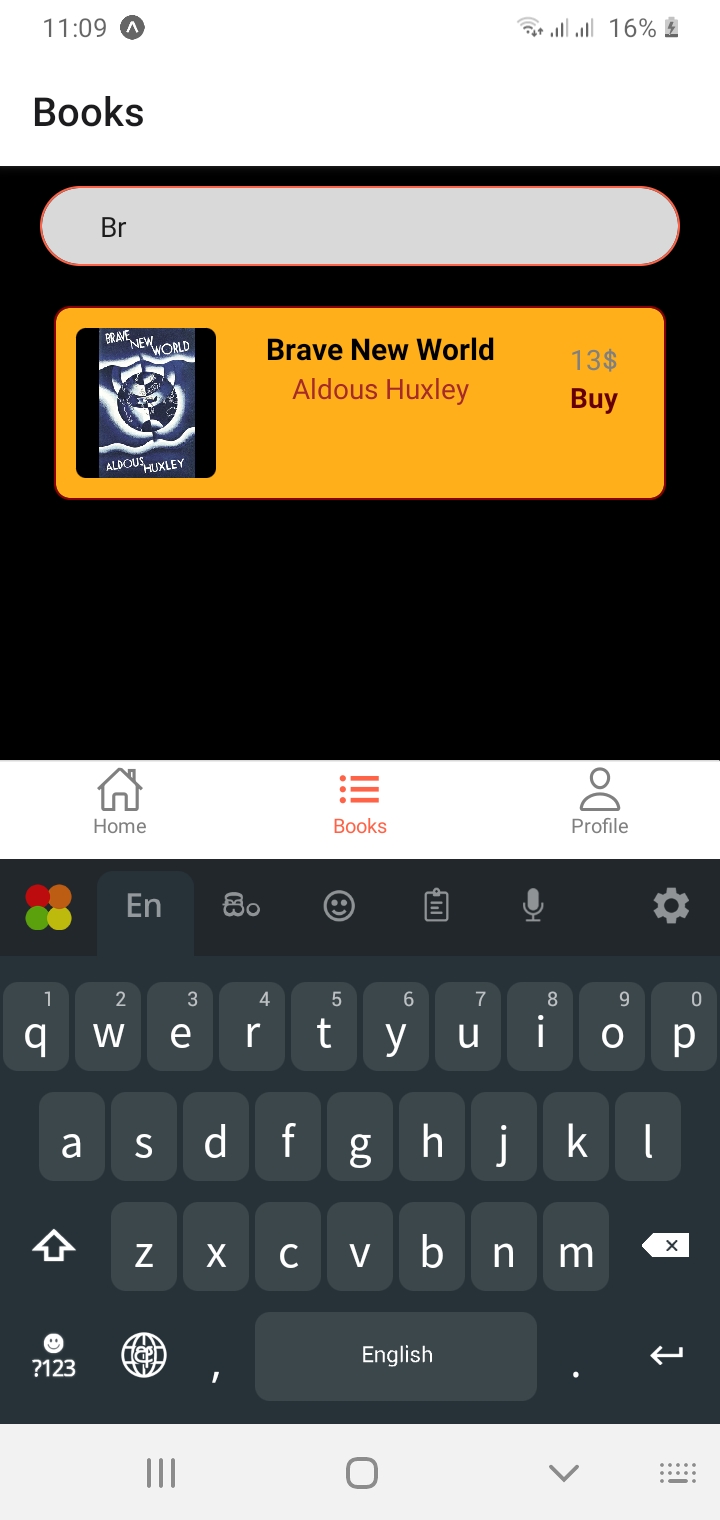 11:09 16%
Books
Br
BRAVE NEW WORLD
ALDOUS HUXLEY
Brave New World
Aldous Huxley
13$
Buy
Home Books Profile
En සිං
1 2 3 4 5 6 7 8 9 0
q w e r t y u i o p
a s d f g h j k l
z x c v b n m
?123 , English .